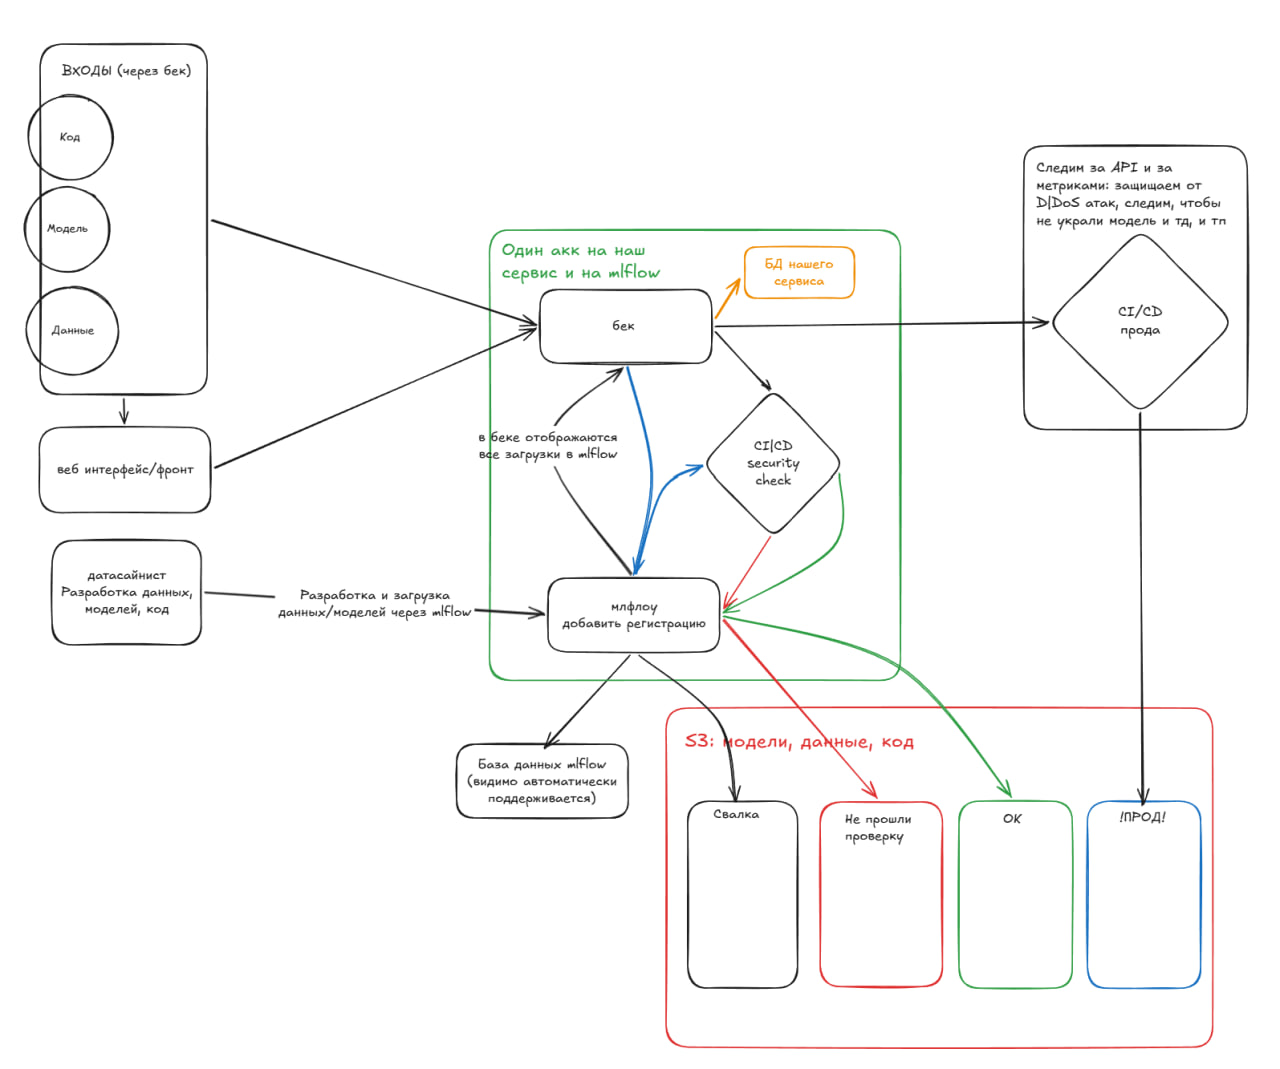 ВХОДЫ (через бек)
Код
Модель
Данные
веб интерфейс/фронт
датасайнист
Разработка данных,
моделей, код
Разработка и загрузка
данных/моделей через mlflow
Один акк на наш
сервис и на mlflow
БД нашего
сервиса
бек
в беке отображаются
все загрузки в mlflow
CI|CD
security
check
млфлоу
добавить регистрацию
База данных mlflow
(видимо автоматически
поддерживается)
Следим за API и за
метриками: защищаем от
D|DoS атак, следим, чтобы
не украли модель и тд, и тп
CI/CD
прода
S3: модели, данные, код
Свалка
Не прошли
проверку
OK
!ПРОД!